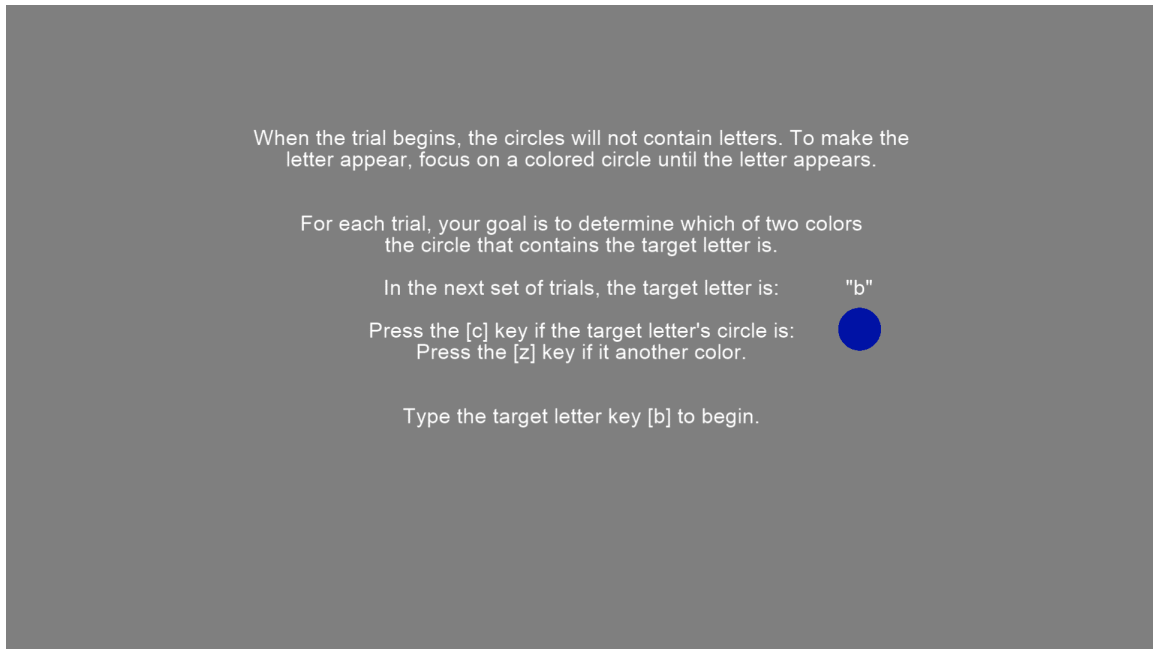 When the trial begins, the circles will not contain letters. To make the
letter appear, focus on a colored circle until the letter appears.
For each trial, your goal is to determine which of two colors
the circle that contains the target letter is.
In the next set of trials, the target letter is: "b"
Press the [c] key if the target letter's circle is:
Press the [z] key if it another color.
Type the target letter key [b] to begin.